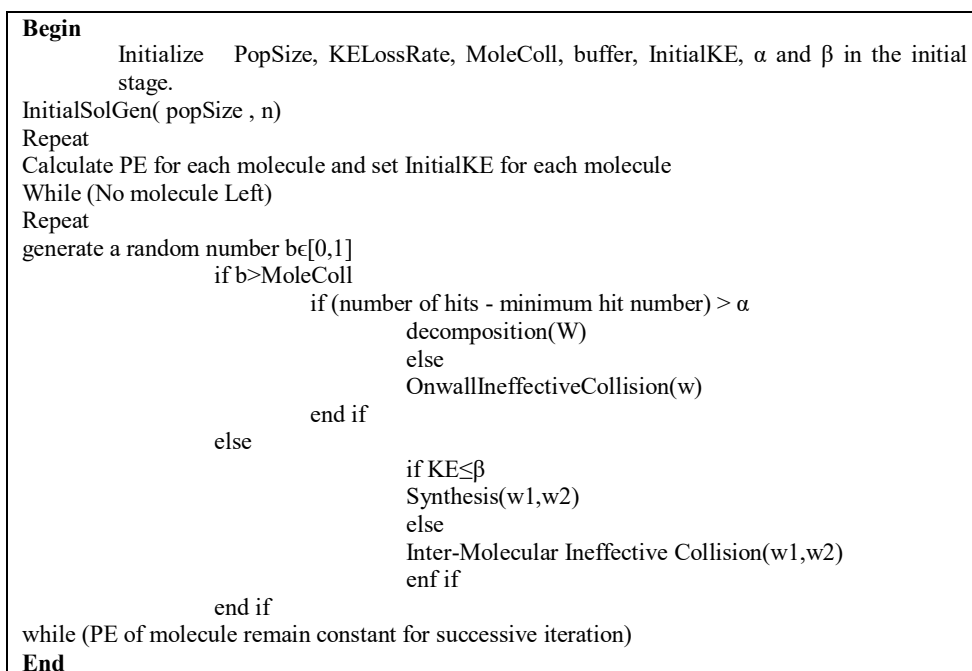 Begin
Initialize PopSize, KELossRate, MoleColl, buffer, InitialKE, α and β in the initial
stage.
InitialSolGen( popSize , n)
Repeat
Calculate PE for each molecule and set InitialKE for each molecule
While (No molecule Left)
Repeat
generate a random number bϵ[0,1]
if b>MoleColl
if (number of hits - minimum hit number) > α
decomposition(W)
else
OnwallIneffectiveCollision(w)
end if
else
if KE≤β
Synthesis(w1,w2)
else
Inter-Molecular Ineffective Collision(w1,w2)
enf if
end if
while (PE of molecule remain constant for successive iteration)
End